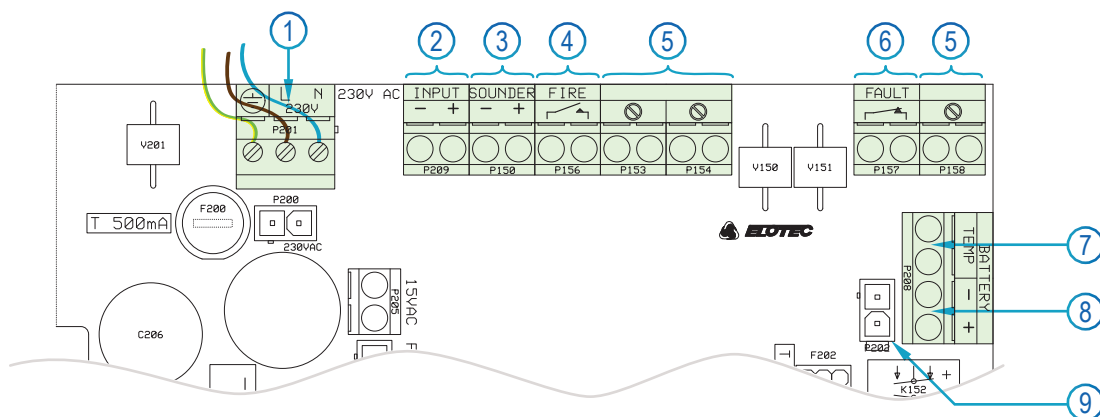 1
2
3
4
5
6
5
L N 230V AC
230V
P201
INPUT SOUNDER FIRE
- + - +
P209 P150 P156 P153 P154
FAULT
P157 P158
V201
V150 V151
T 500mA
F200
P200
230VAC
ELOTEC
BATTERY
TEMP
- +
P208
7
8
15VAC
P205
C206
F
P202
T
F202
+
K152
9